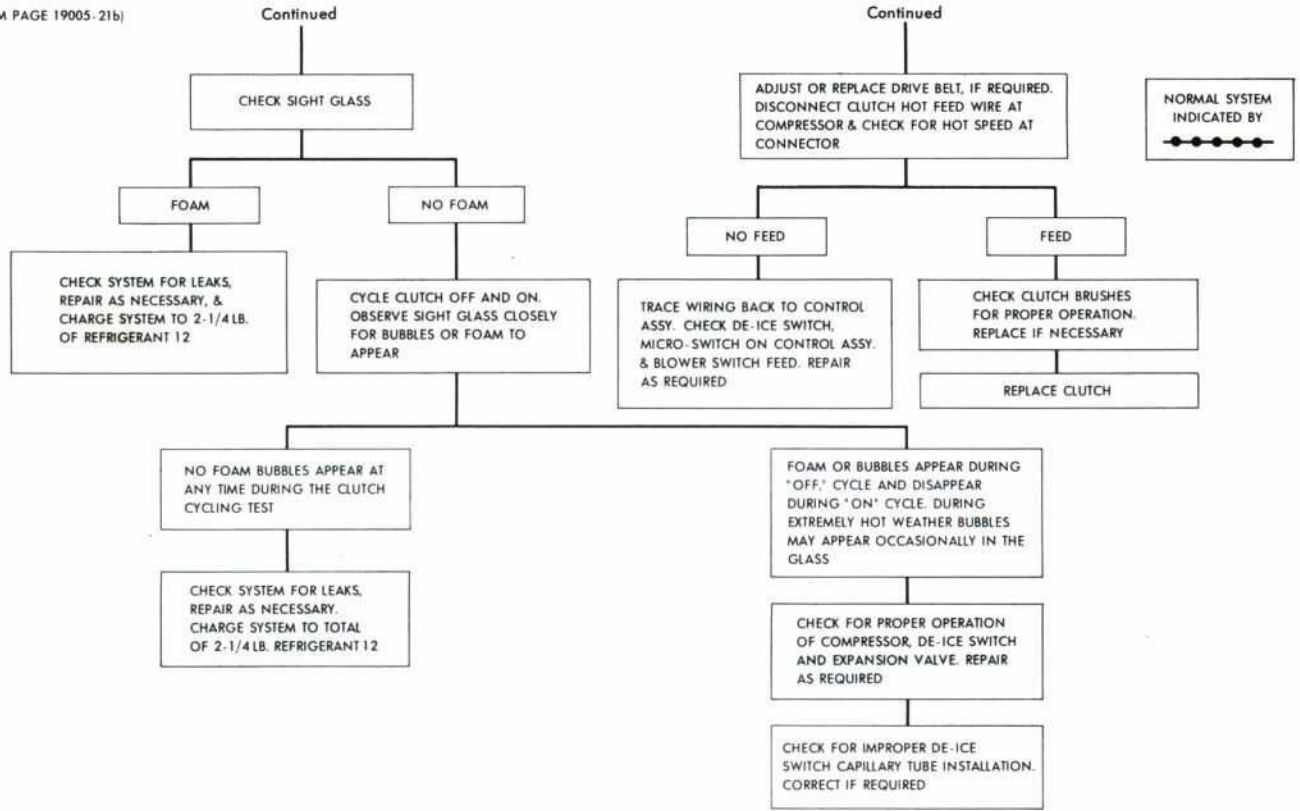 M PAGE 19005-21b)
Continued
CHECK SIGHT GLASS
FOAM
NO FOAM
CHECK SYSTEM FOR LEAKS,
REPAIR AS NECESSARY, &
CHARGE SYSTEM TO 2-1/4 LB.
OF REFRIGERANT 12
CYCLE CLUTCH OFF AND ON.
OBSERVE SIGHT GLASS CLOSELY
FOR BUBBLES OR FOAM TO
APPEAR
Continued
ADJUST OR REPLACE DRIVE BELT, IF REQUIRED.
DISCONNECT CLUTCH HOT FEED WIRE AT
COMPRESSOR & CHECK FOR HOT SPEED AT
CONNECTOR
NORMAL SYSTEM
INDICATED BY
NO FEED
FEED
TRACE WIRING BACK TO CONTROL
ASSY. CHECK DE-ICE SWITCH,
MICRO-SWITCH ON CONTROL ASSY.
& BLOWER SWITCH FEED. REPAIR
AS REQUIRED
CHECK CLUTCH BRUSHES
FOR PROPER OPERATION.
REPLACE IF NECESSARY
REPLACE CLUTCH
NO FOAM BUBBLES APPEAR AT
ANY TIME DURING THE CLUTCH
CYCLING TEST
CHECK SYSTEM FOR LEAKS,
REPAIR AS NECESSARY.
CHARGE SYSTEM TO TOTAL
OF 2-1/4 LB. REFRIGERANT 12
FOAM OR BUBBLES APPEAR DURING
"OFF," CYCLE AND DISAPPEAR
DURING "ON" CYCLE. DURING
EXTREMELY HOT WEATHER BUBBLES
MAY APPEAR OCCASIONALLY IN THE
GLASS
CHECK FOR PROPER OPERATION
OF COMPRESSOR, DE-ICE SWITCH
AND EXPANSION VALVE. REPAIR
AS REQUIRED
CHECK FOR IMPROPER DE-ICE
SWITCH CAPILLARY TUBE INSTALLATION.
CORRECT IF REQUIRED